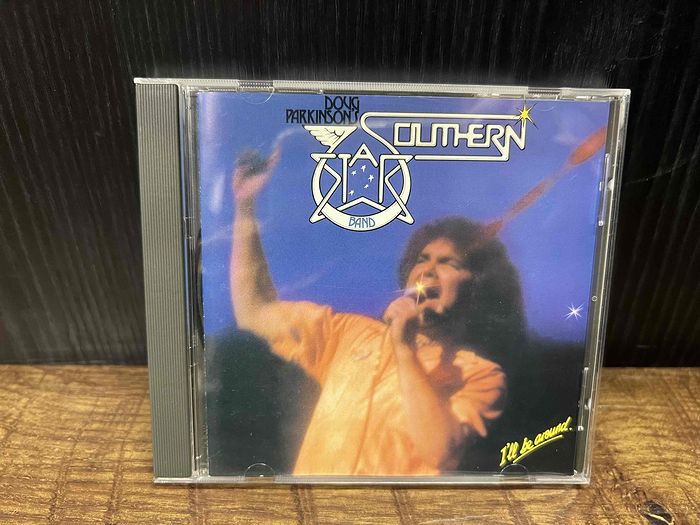 DOUG
PARKINSON'S
SOUTHERN
STAR
BAND
I'll be around.